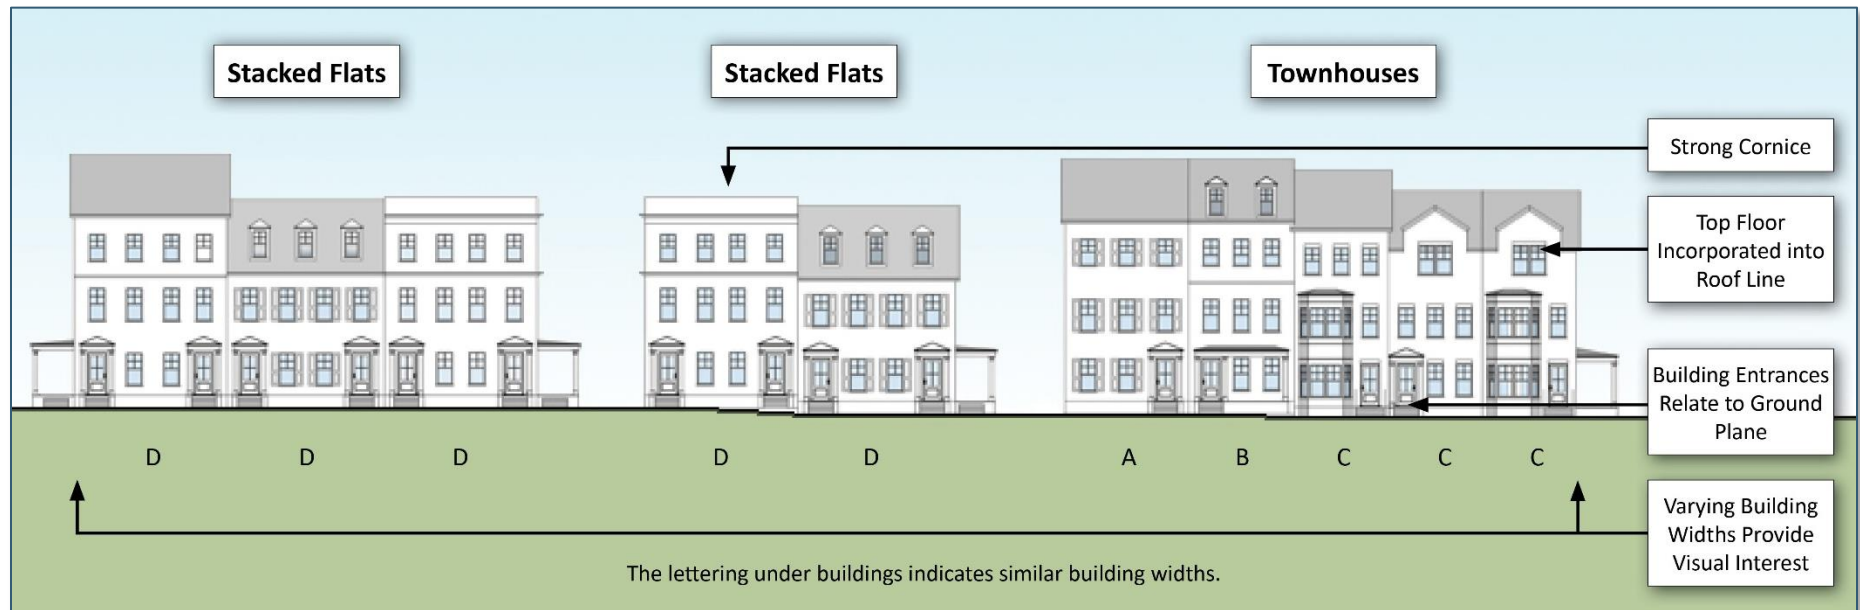 Stacked Flats
Stacked Flats
Townhouses
Strong Cornice
Top Floor
Incorporated into
Roof Line
Building Entrances
Relate to Ground
Plane
D
D
D
D
D
A
B
C
C
C
Varying Building
Widths Provide
Visual Interest
The lettering under buildings indicates similar building widths.